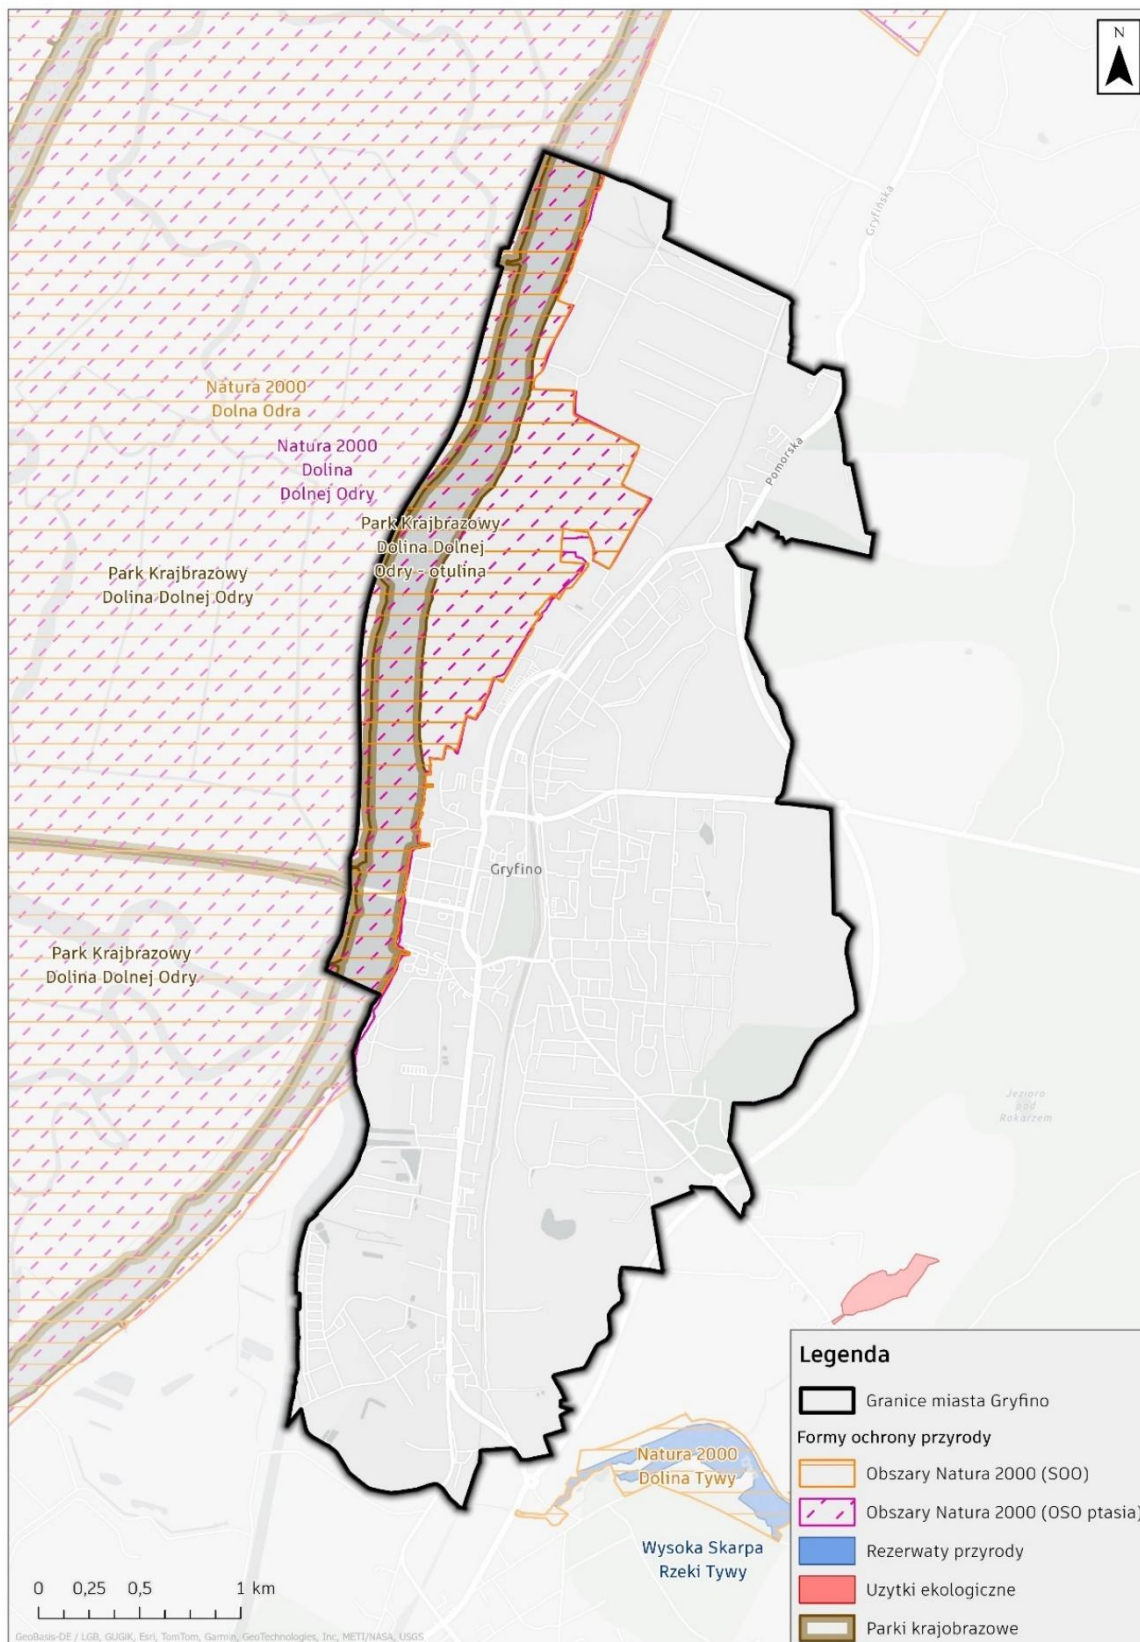 N
Gryfińska
Natura 2000
Dolna Odra
Natura 2000
Dolina
Dolnej Odry
Pomorska
Park Krajbrazowy
Dolina Dolnej
Odry - otulina
Park Krajbrazowy
Dolina Dolnej Odry
Gryfino
Park Krajbrazowy
Dolina Dolnej Odry
Jezioro
pod
Rokarzem
Natura 2000
Dolina Tywy
Wysoka Skarpa
Rzeki Tywy
Legenda
Granice miasta Gryfino
Formy ochrony przyrody
Obszary Natura 2000 (SOO)
Obszary Natura 2000 (OSO ptasia)
Rezerwaty przyrody
Uzytki ekologiczne
Parki krajobrazowe
0 0,25 0,5 1 km
GeoBasis-DE / LGB, GUGiK, Esri, TomTom, Garmin, GeoTechnologies, Inc, METI/NASA, USGS